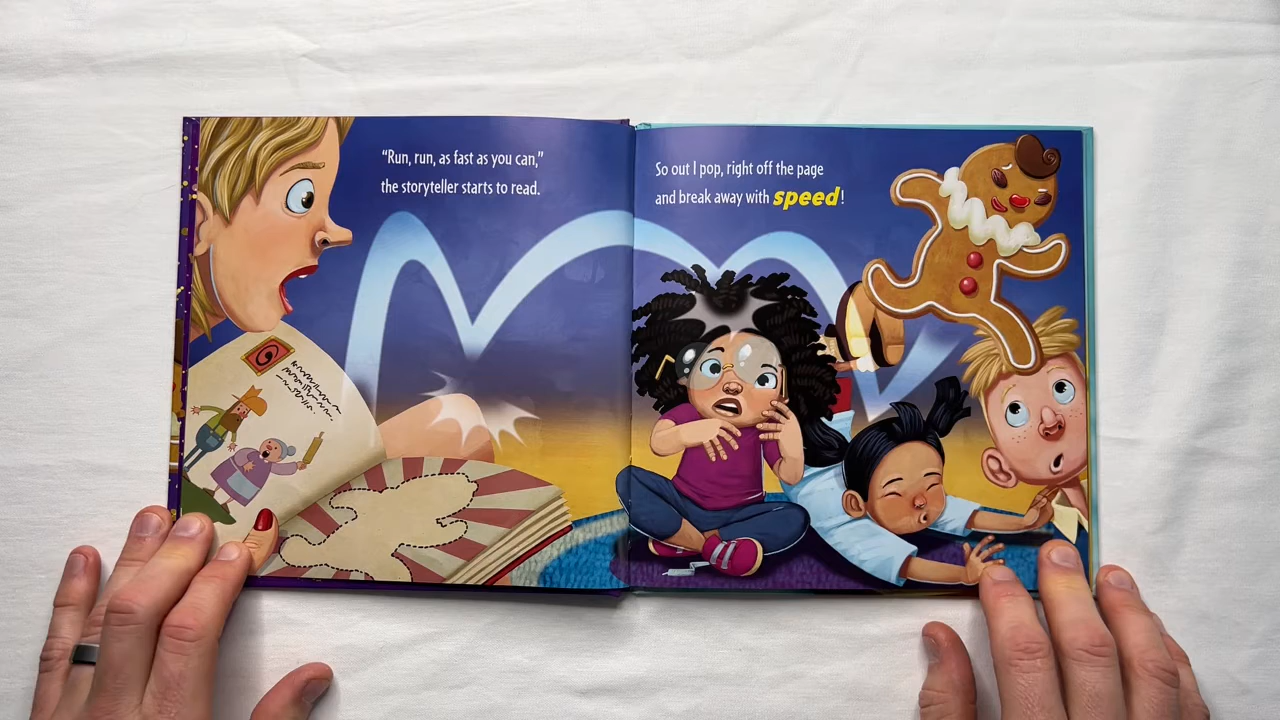 “Run, run, as fast as you can,”
the storyteller starts to read.
So out I pop, right off the page
and break away with speed!